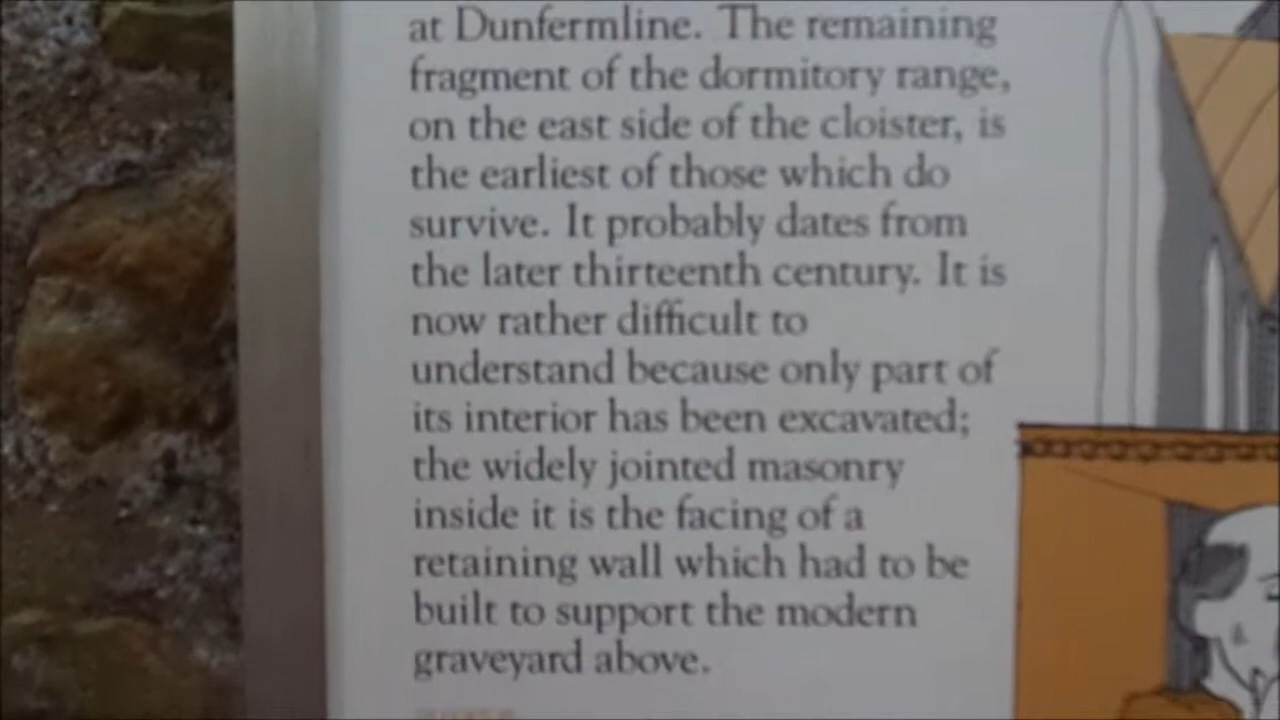 at Dunfermline. The remaining
fragment of the dormitory range,
on the east side of the cloister, is
the earliest of those which do
survive. It probably dates from
the later thirteenth century. It is
now rather difficult to
understand because only part of
its interior has been excavated;
the widely jointed masonry
inside it is the facing of a
retaining wall which had to be
built to support the modern
graveyard above.